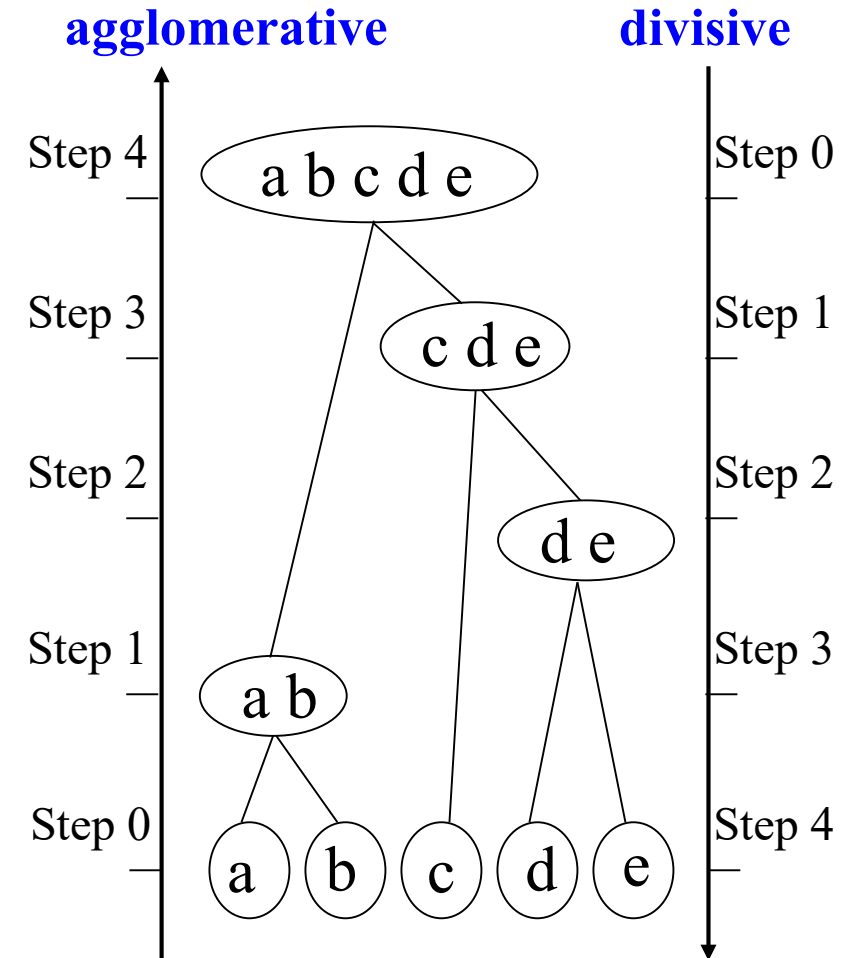 agglomerative divisive
Step 4 a b c d e Step 0
Step 3 c d e Step 1
Step 2 d e Step 2
Step 1 a b Step 3
Step 0 a b c d e Step 4